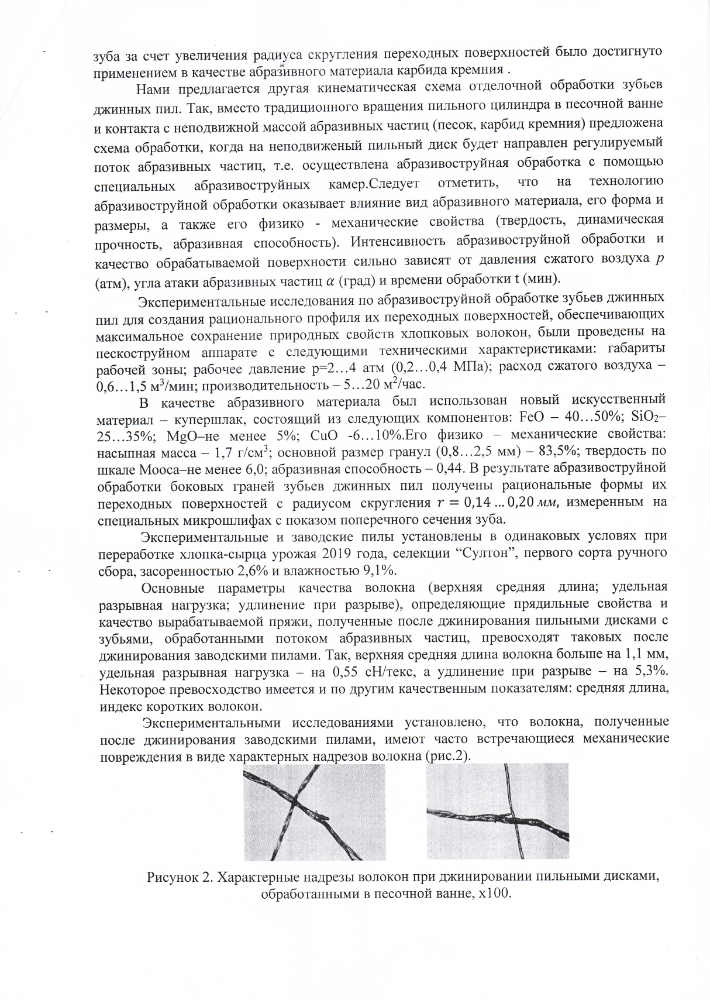 зуба за счет увеличения радиуса скругления переходных поверхностей было достигнуто
применением в качестве абразивного материала карбида кремния .
Нами предлагается другая кинематическая схема отделочной обработки зубьев
джинных пил. Так, вместо традиционного вращения пильного цилиндра в песочной ванне
и контакта с неподвижной массой абразивных частиц (песок, карбид кремния) предложена
схема обработки, когда на неподвиженый пильный диск будет направлен регулируемый
поток абразивных частиц, т.е. осуществлена абразивоструйная обработка с помощью
специальных абразивоструйных камер.Следует отметить, что на технологию
абразивоструйной обработки оказывает влияние вид абразивного материала, его форма и
размеры, а также его физико - механические свойства (твердость, динамическая
прочность, абразивная способность). Интенсивность абразивоструйной обработки и
качество обрабатываемой поверхности сильно зависят от давления сжатого воздуха p
(атм), угла атаки абразивных частиц α (град) и времени обработки t (мин).
Экспериментальные исследования по абразивоструйной обработке зубьев джинных
пил для создания рационального профиля их переходных поверхностей, обеспечивающих
максимальное сохранение природных свойств хлопковых волокон, были проведены на
пескоструйном аппарате с следующими техническими характеристиками: габариты
рабочей зоны; рабочее давление p=2…4 атм (0,2…0,4 МПа); расход сжатого воздуха –
0,6…1,5 м³/мин; производительность – 5…20 м²/час.
В качестве абразивного материала был использован новый искусственный
материал – купершлак, состоящий из следующих компонентов: FeO – 40…50%; SiO₂–
25…35%; MgO–не менее 5%; CuO -6…10%.Его физико – механические свойства:
насыпная масса – 1,7 г/см³; основной размер гранул (0,8…2,5 мм) – 83,5%; твердость по
шкале Мооса–не менее 6,0; абразивная способность – 0,44. В результате абразивоструйной
обработки боковых граней зубьев джинных пил получены рациональные формы их
переходных поверхностей с радиусом скругления r = 0,14 … 0,20 мм, измеренным на
специальных микрошлифах с показом поперечного сечения зуба.
Экспериментальные и заводские пилы установлены в одинаковых условях при
переработке хлопка-сырца урожая 2019 года, селекции “Султон”, первого сорта ручного
сбора, засоренностью 2,6% и влажностью 9,1%.
Основные параметры качества волокна (верхняя средняя длина; удельная
разрывная нагрузка; удлинение при разрыве), определяющие прядильные свойства и
качество вырабатываемой пряжи, полученные после джинирования пильными дисками с
зубьями, обработанными потоком абразивных частиц, превосходят таковых после
джинирования заводскими пилами. Так, верхняя средняя длина волокна больше на 1,1 мм,
удельная разрывная нагрузка – на 0,55 сН/текс, а удлинение при разрыве – на 5,3%.
Некоторое превосходство имеется и по другим качественным показателям: средняя длина,
индекс коротких волокон.
Экспериментальными исследованиями установлено, что волокна, полученные
после джинирования заводскими пилами, имеют часто встречающиеся механические
повреждения в виде характерных надрезов волокна (рис.2).
Рисунок 2. Характерные надрезы волокон при джинировании пильными дисками,
обработанными в песочной ванне, х100.